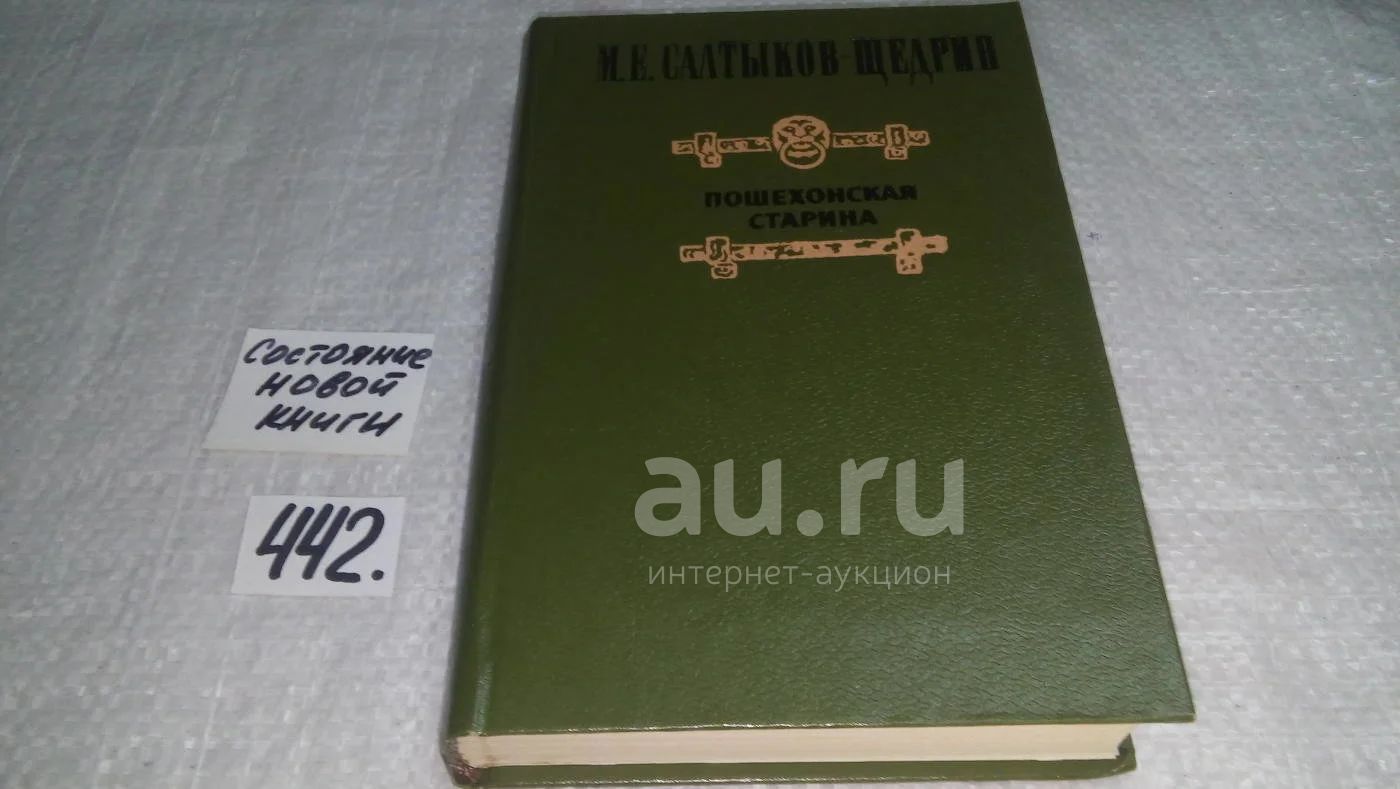 М.Е. САЛТЫКОВ-ЩЕДРИН
ПОШЕХОНСКАЯ
СТАРИНА
Состояние
новой
книги
442.
au.ru
интернет-аукцион